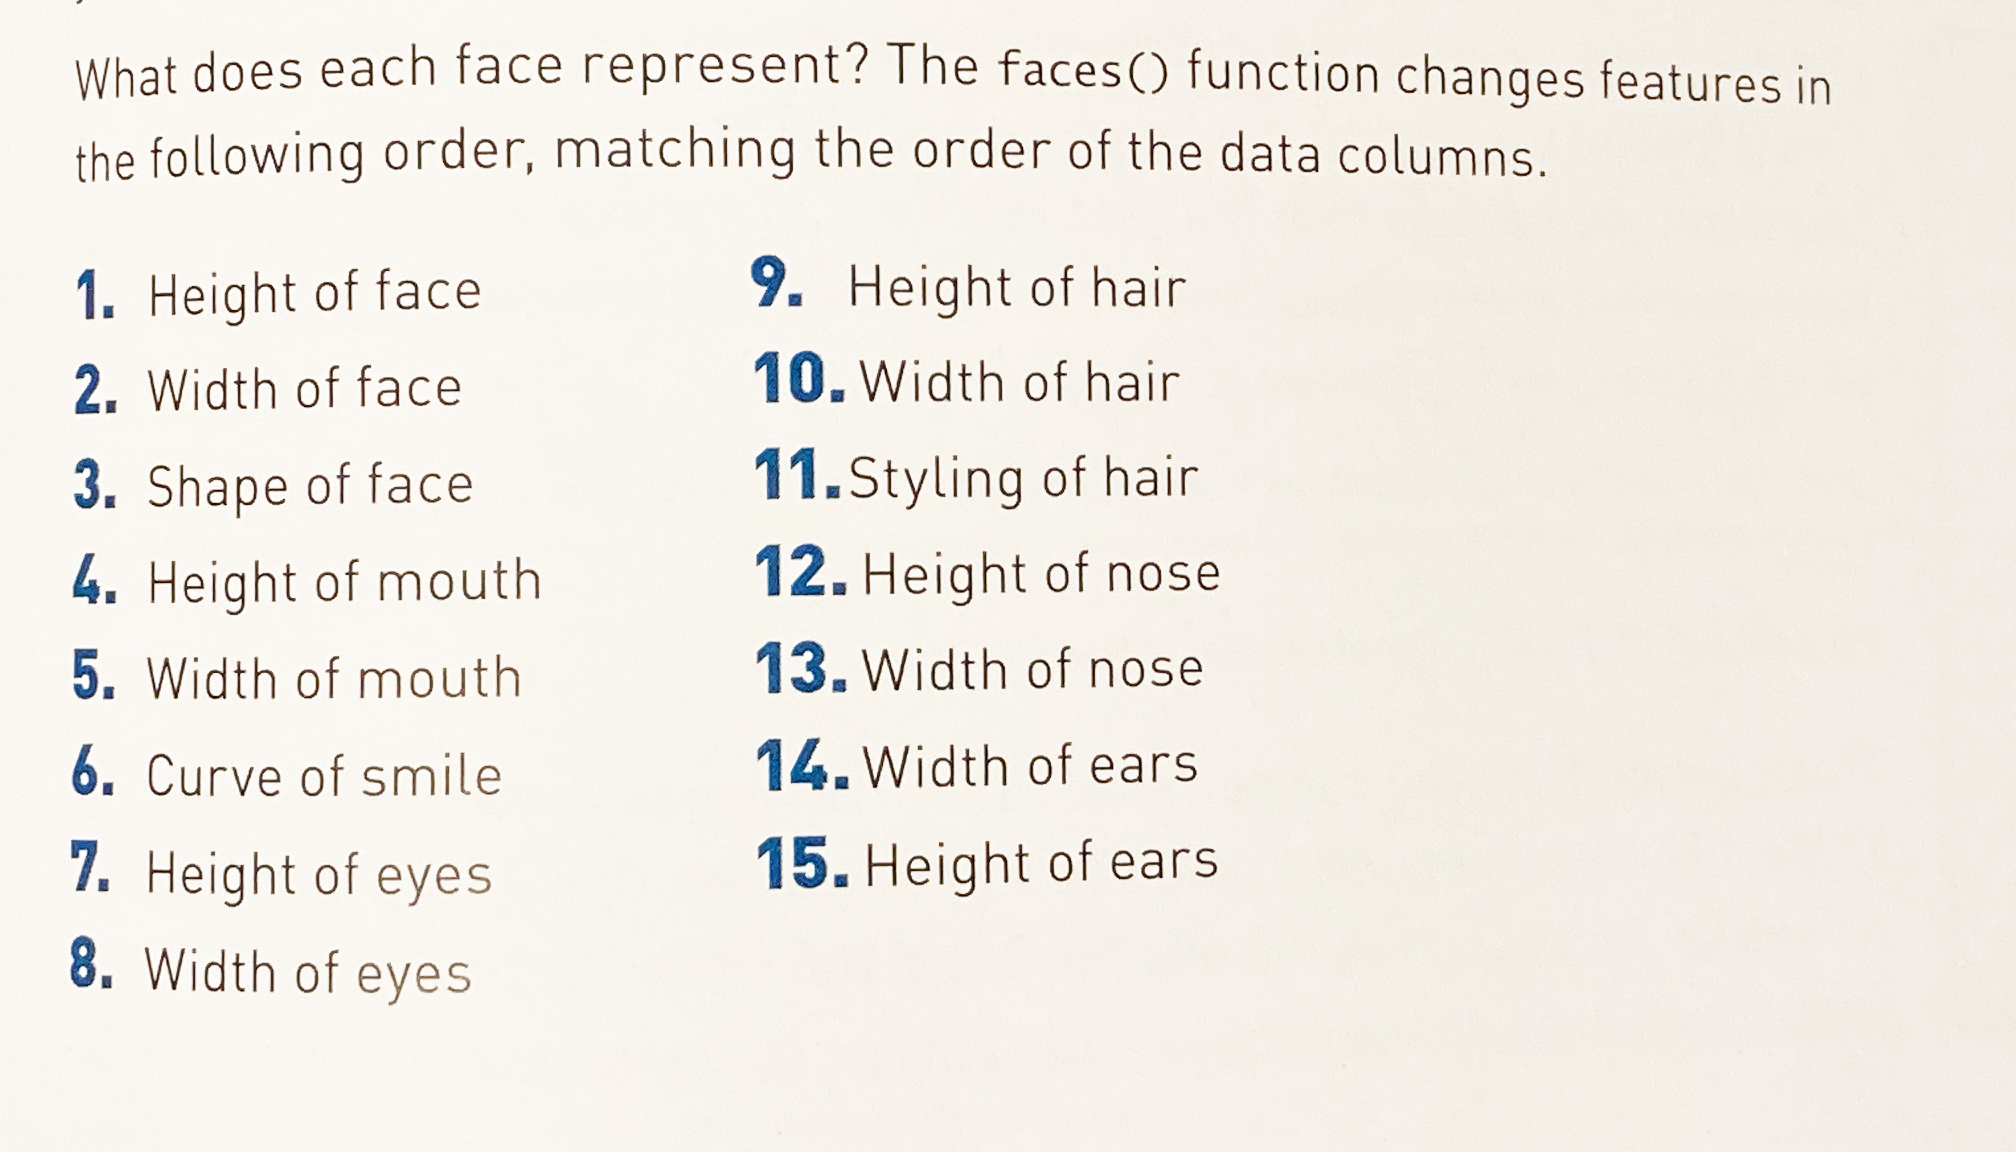 What does each face represent? The faces() function changes features in
the following order, matching the order of the data columns.
1. Height of face
2. Width of face
3. Shape of face
4. Height of mouth
5. Width of mouth
6. Curve of smile
7. Height of eyes
8. Width of eyes
9. Height of hair
10. Width of hair
11. Styling of hair
12. Height of nose
13. Width of nose
14. Width of ears
15. Height of ears